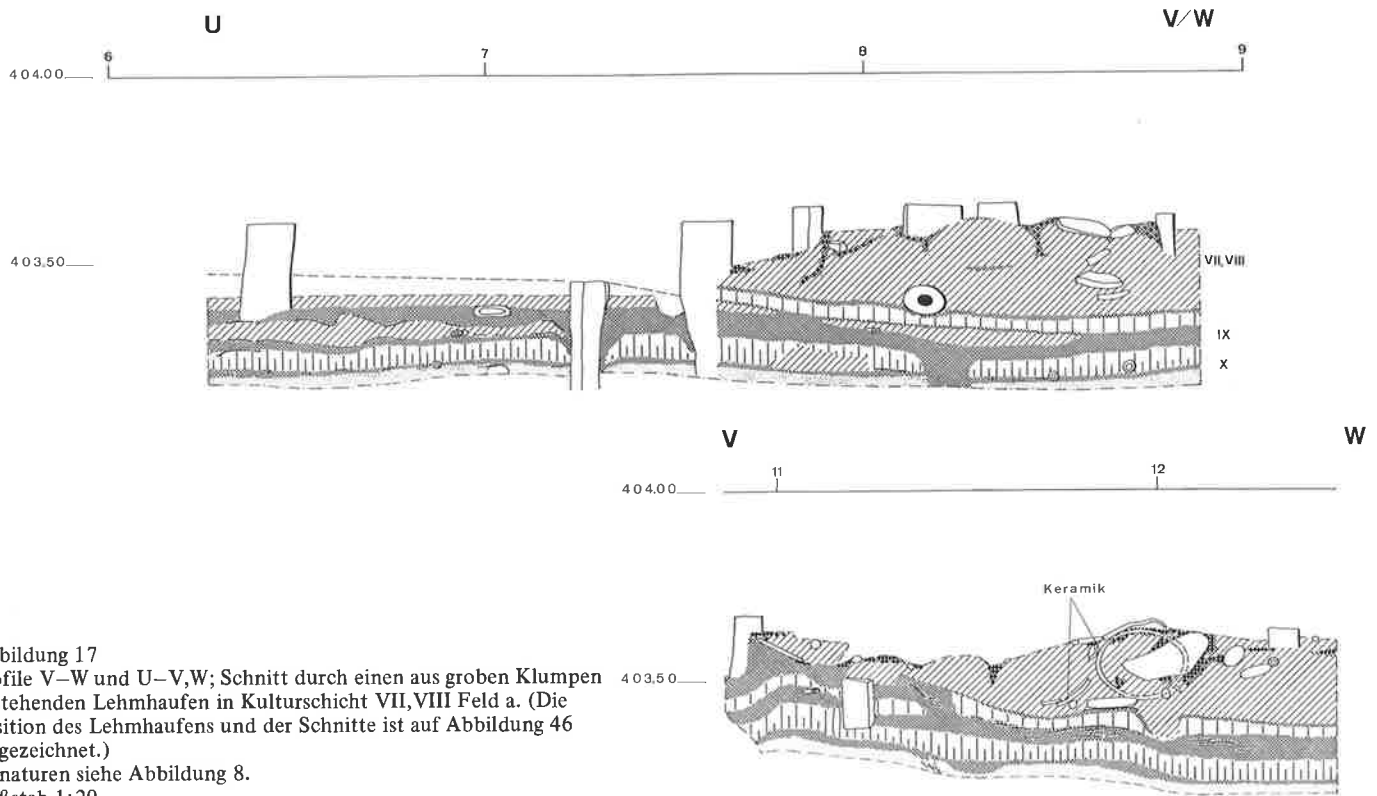 U V/W
6 7 8 9
404.00
403,50
VII,VIII
IX
X
V W
11 12
404.00
Keramik
403,50
bildung 17
ofile V–W und U–V,W; Schnitt durch einen aus groben Klumpen
tehenden Lehmhaufen in Kulturschicht VII,VIII Feld a. (Die
sition des Lehmhaufens und der Schnitte ist auf Abbildung 46
gezeichnet.)
naturen siehe Abbildung 8.